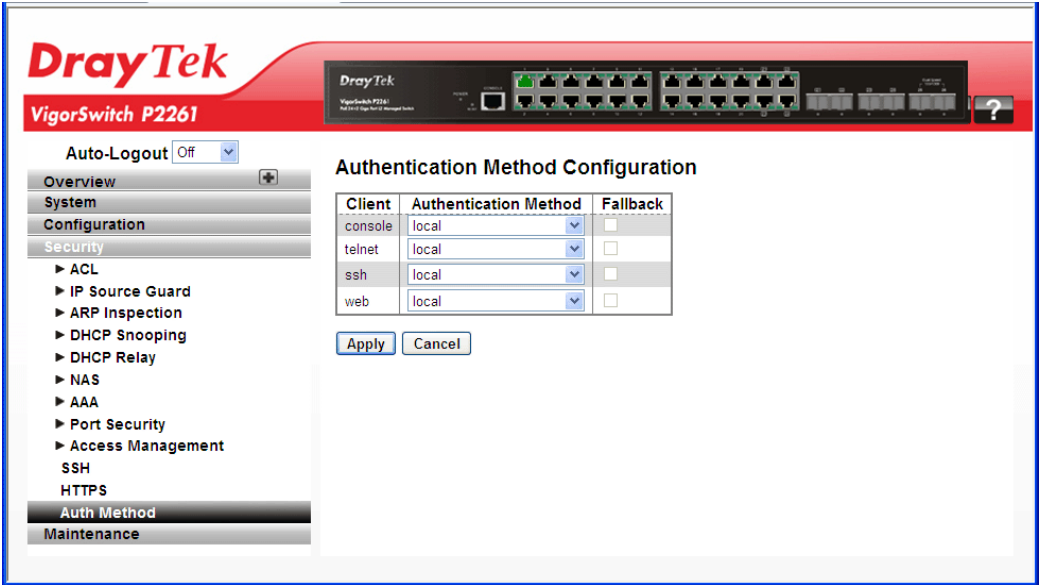 DrayTek
VigorSwitch P2261
DrayTek
VigorSwitch P2261
?
Auto-Logout Off
Overview
System
Configuration
Security
ACL
IP Source Guard
ARP Inspection
DHCP Snooping
DHCP Relay
NAS
AAA
Port Security
Access Management
SSH
HTTPS
Auth Method
Maintenance
Authentication Method Configuration
Client Authentication Method Fallback
console local
telnet local
ssh local
web local
Apply Cancel